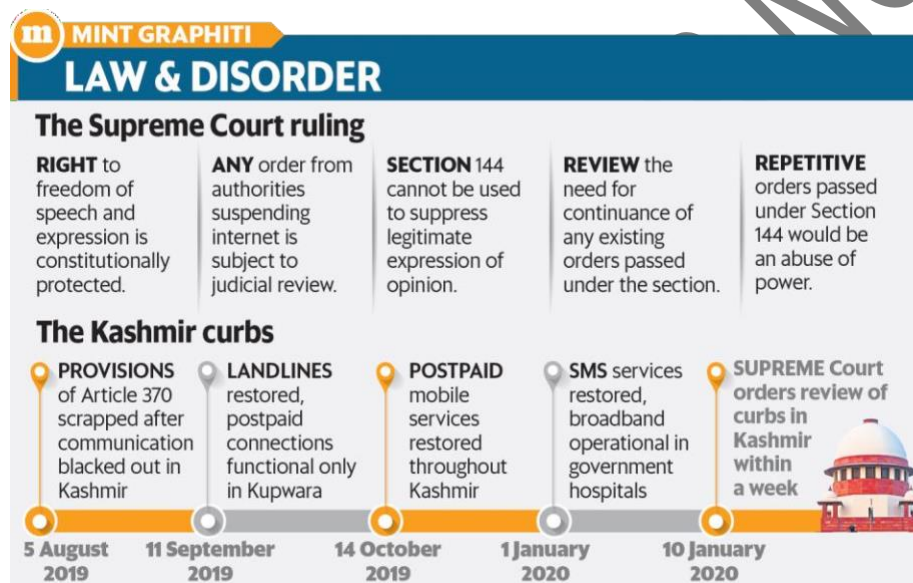 m MINT GRAPHITI
LAW & DISORDER
The Supreme Court ruling
RIGHT to
freedom of
speech and
expression is
constitutionally
protected.
ANY order from
authorities
suspending
internet is
subject to
judicial review.
SECTION 144
cannot be used
to suppress
legitimate
expression of
opinion.
REVIEW the
need for
continuance of
any existing
orders passed
under the section.
REPETITIVE
orders passed
under Section
144 would be
an abuse of
power.
The Kashmir curbs
PROVISIONS
of Article 370
scrapped after
communication
blacked out in
Kashmir
LANDLINES
restored,
postpaid
connections
functional only
in Kupwara
POSTPAID
mobile
services
restored
throughout
Kashmir
SMS services
restored,
broadband
operational in
government
hospitals
SUPREME Court
orders review of
curbs in
Kashmir
within
a week
5 August
2019
11 September
2019
14 October
2019
1 January
2020
10 January
2020